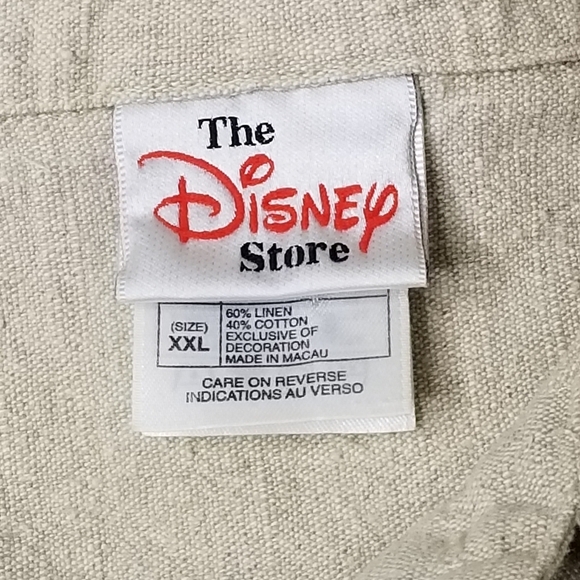 The
Disney
Store
(SIZE)
XXL
60% LINEN
40% COTTON
EXCLUSIVE OF
DECORATION
MADE IN MACAU
CARE ON REVERSE
INDICATIONS AU VERSO